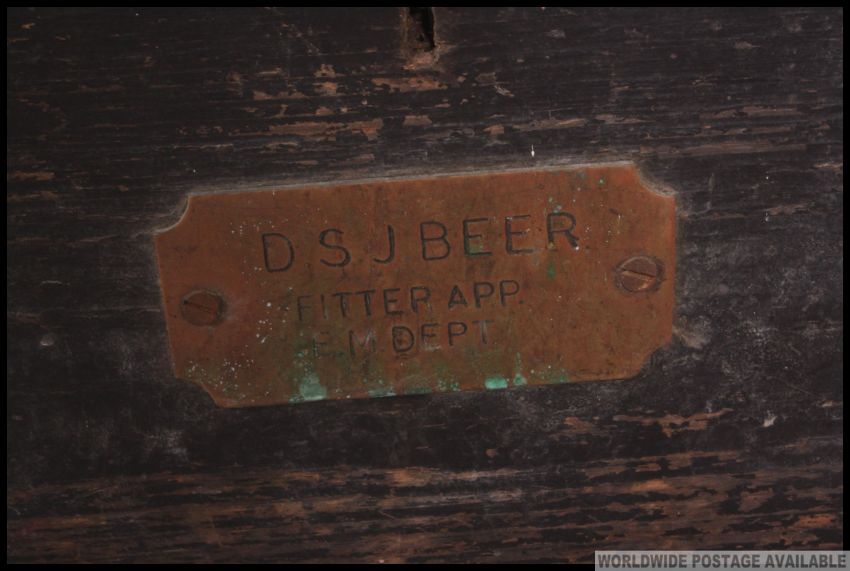 D.S.J BEER.
FITTER APP.
E.M.DEPT.
WORLDWIDE POSTAGE AVAILABLE